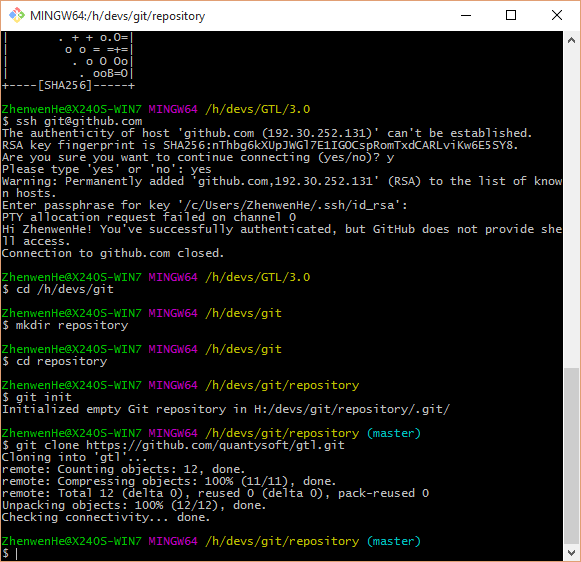 MINGW64:/h/devs/git/repository
|       . + + o.O=|
|        o o = =+=|
|         . o O Oo|
|          . ooB=O|
+----[SHA256]-----+
ZhenwenHe@X240S-WIN7 MINGW64 /h/devs/GTL/3.0
$ ssh git@github.com
The authenticity of host 'github.com (192.30.252.131)' can't be established.
RSA key fingerprint is SHA256:nThbg6kXUpJWGl7E1IGOCspRomTxdCARLviKw6E5SY8.
Are you sure you want to continue connecting (yes/no)? y
Please type 'yes' or 'no': yes
Warning: Permanently added 'github.com,192.30.252.131' (RSA) to the list of know
n hosts.
Enter passphrase for key '/c/Users/ZhenwenHe/.ssh/id_rsa':
PTY allocation request failed on channel 0
Hi ZhenwenHe! You've successfully authenticated, but GitHub does not provide she
ll access.
Connection to github.com closed.
ZhenwenHe@X240S-WIN7 MINGW64 /h/devs/GTL/3.0
$ cd /h/devs/git
ZhenwenHe@X240S-WIN7 MINGW64 /h/devs/git
$ mkdir repository
ZhenwenHe@X240S-WIN7 MINGW64 /h/devs/git
$ cd repository
ZhenwenHe@X240S-WIN7 MINGW64 /h/devs/git/repository
$ git init
Initialized empty Git repository in H:/devs/git/repository/.git/
ZhenwenHe@X240S-WIN7 MINGW64 /h/devs/git/repository (master)
$ git clone https://github.com/quantysoft/gtl.git
Cloning into 'gtl'...
remote: Counting objects: 12, done.
remote: Compressing objects: 100% (11/11), done.
remote: Total 12 (delta 0), reused 0 (delta 0), pack-reused 0
Unpacking objects: 100% (12/12), done.
Checking connectivity... done.
ZhenwenHe@X240S-WIN7 MINGW64 /h/devs/git/repository (master)
$